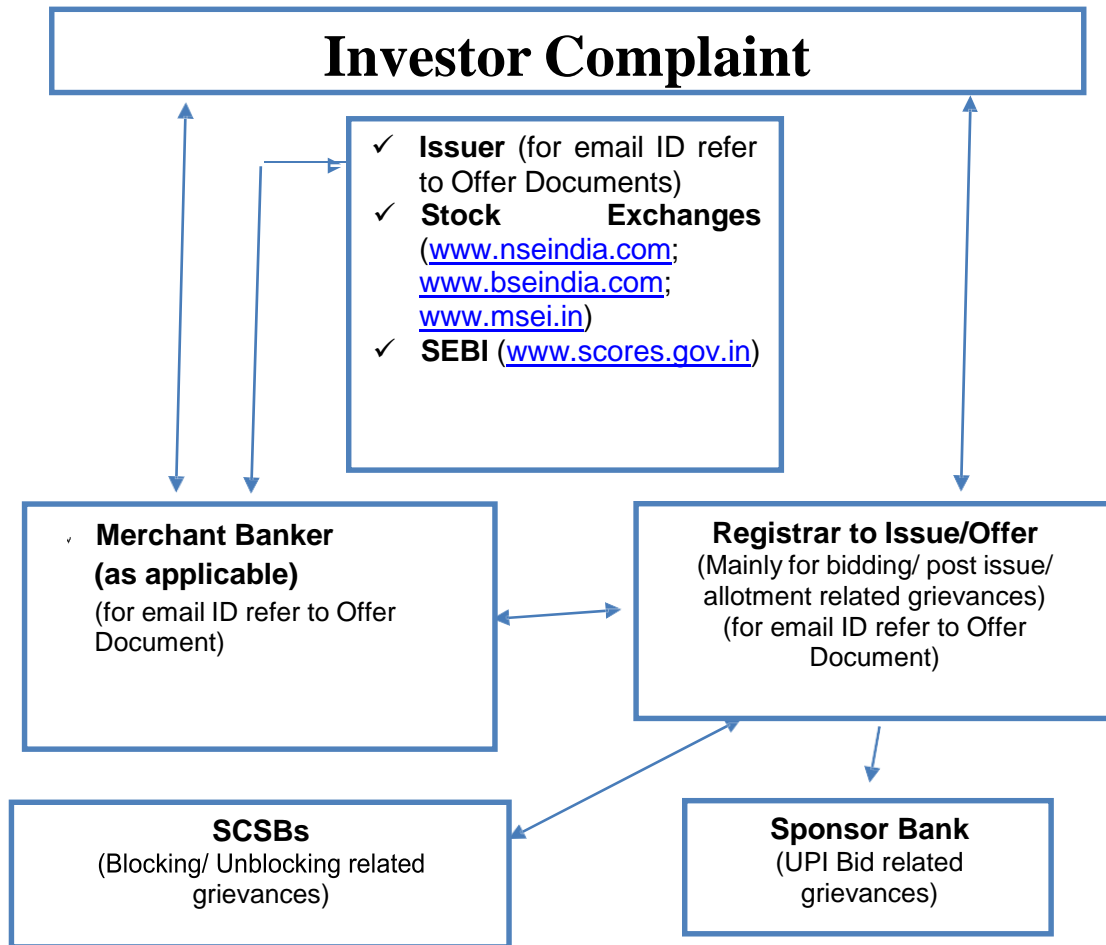 Investor Complaint
✓ Issuer (for email ID refer
to Offer Documents)
✓ Stock Exchanges
(www.nseindia.com;
www.bseindia.com;
www.msei.in)
✓ SEBI (www.scores.gov.in)
✓ Merchant Banker
(as applicable)
(for email ID refer to Offer
Document)
Registrar to Issue/Offer
(Mainly for bidding/ post issue/
allotment related grievances)
(for email ID refer to Offer
Document)
SCSBs
(Blocking/ Unblocking related
grievances)
Sponsor Bank
(UPI Bid related
grievances)